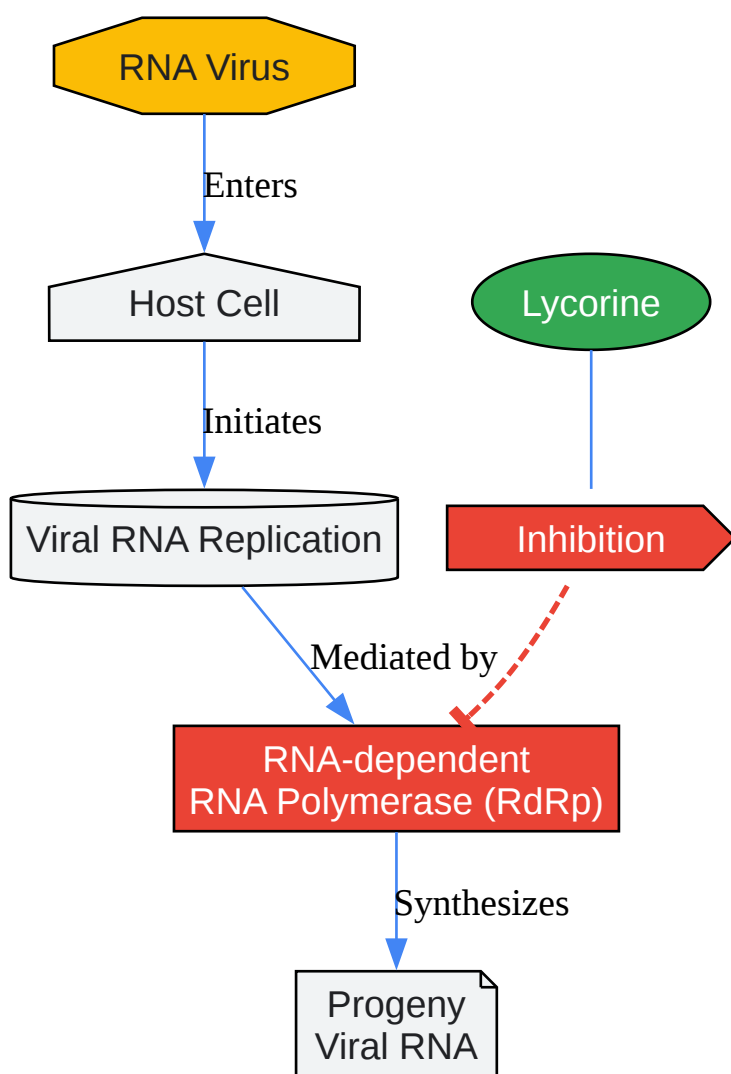 RNA Virus
Enters
Host Cell
Lycorine
Initiates
Viral RNA Replication
Inhibition
Mediated by
RNA-dependent
RNA Polymerase (RdRp)
Synthesizes
Progeny
Viral RNA